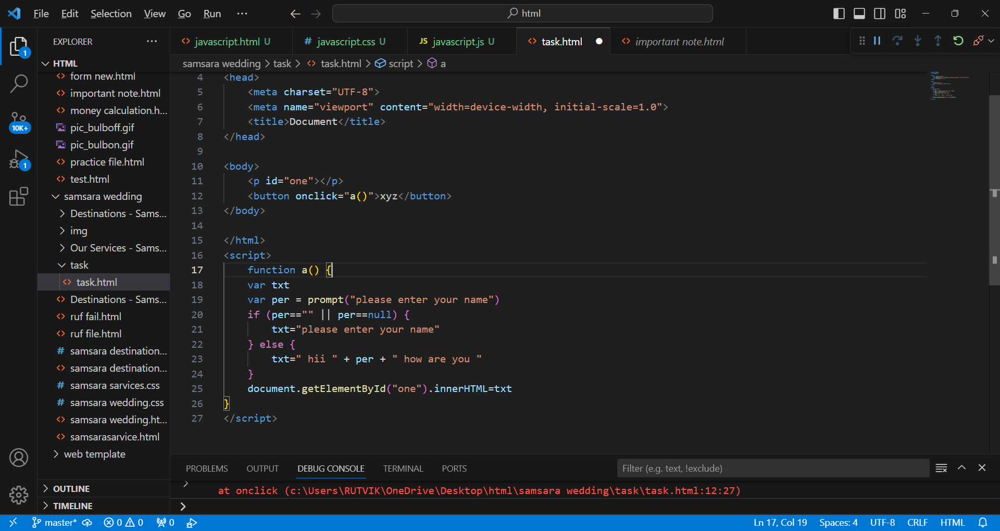 File Edit Selection View Go Run ··· html
EXPLORER ···
HTML
form new.html
important note.html
money calculation.h...
pic_bulboff.gif
pic_bulbon.gif
practice file.html
test.html
samsara wedding
Destinations - Sams...
img
Our Services - Sams...
task
task.html
Destinations - Sams...
ruf fail.html
ruf file.html
samsara destination...
samsara destination...
samsara sarvices.css
samsara wedding.css
samsara wedding.ht...
samsarasarvice.html
web template
OUTLINE
TIMELINE
10K+
1
1
javascript.html U javascript.css U JS javascript.js U task.html important note.html
samsara wedding > task > task.html > script > a
4 <head>
5 <meta charset="UTF-8">
6 <meta name="viewport" content="width=device-width, initial-scale=1.0">
7 <title>Document</title>
8 </head>
9
10 <body>
11 <p id="one"></p>
12 <button onclick="a()">xyz</button>
13 </body>
14
15 </html>
16 <script>
17 function a() {
18 var txt
19 var per = prompt("please enter your name")
20 if (per=="" || per==null) {
21 txt="please enter your name"
22 } else {
23 txt=" hii " + per + " how are you "
24 }
25 document.getElementById("one").innerHTML=txt
26 }
27 </script>
PROBLEMS OUTPUT DEBUG CONSOLE TERMINAL PORTS Filter (e.g. text, !exclude)
at onclick (c:\Users\RUTVIK\OneDrive\Desktop\html\samsara wedding\task\task.html:12:27)
master* 0 0 0 Ln 17, Col 19 Spaces: 4 UTF-8 CRLF HTML